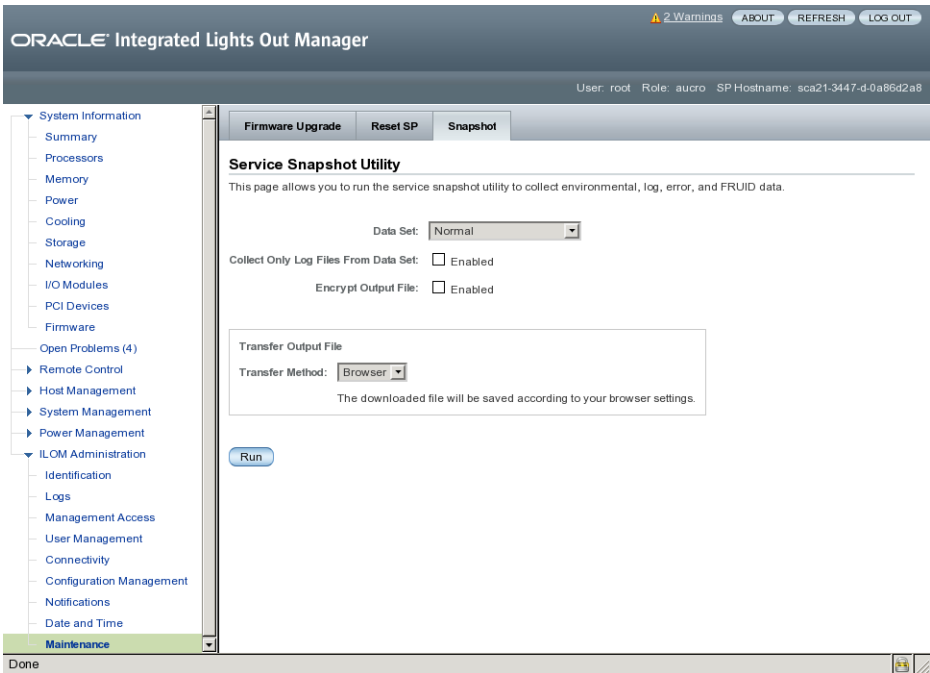 2 Warnings ABOUT REFRESH LOG OUT
ORACLE Integrated Lights Out Manager
User: root Role: aucro SP Hostname: sca21-3447-d-0a86d2a8
System Information
Summary
Processors
Memory
Power
Cooling
Storage
Networking
I/O Modules
PCI Devices
Firmware
Open Problems (4)
Remote Control
Host Management
System Management
Power Management
ILOM Administration
Identification
Logs
Management Access
User Management
Connectivity
Configuration Management
Notifications
Date and Time
Maintenance
Firmware Upgrade Reset SP Snapshot
Service Snapshot Utility
This page allows you to run the service snapshot utility to collect environmental, log, error, and FRUID data.
Data Set: Normal
Collect Only Log Files From Data Set: Enabled
Encrypt Output File: Enabled
Transfer Output File
Transfer Method: Browser
The downloaded file will be saved according to your browser settings.
Run
Done